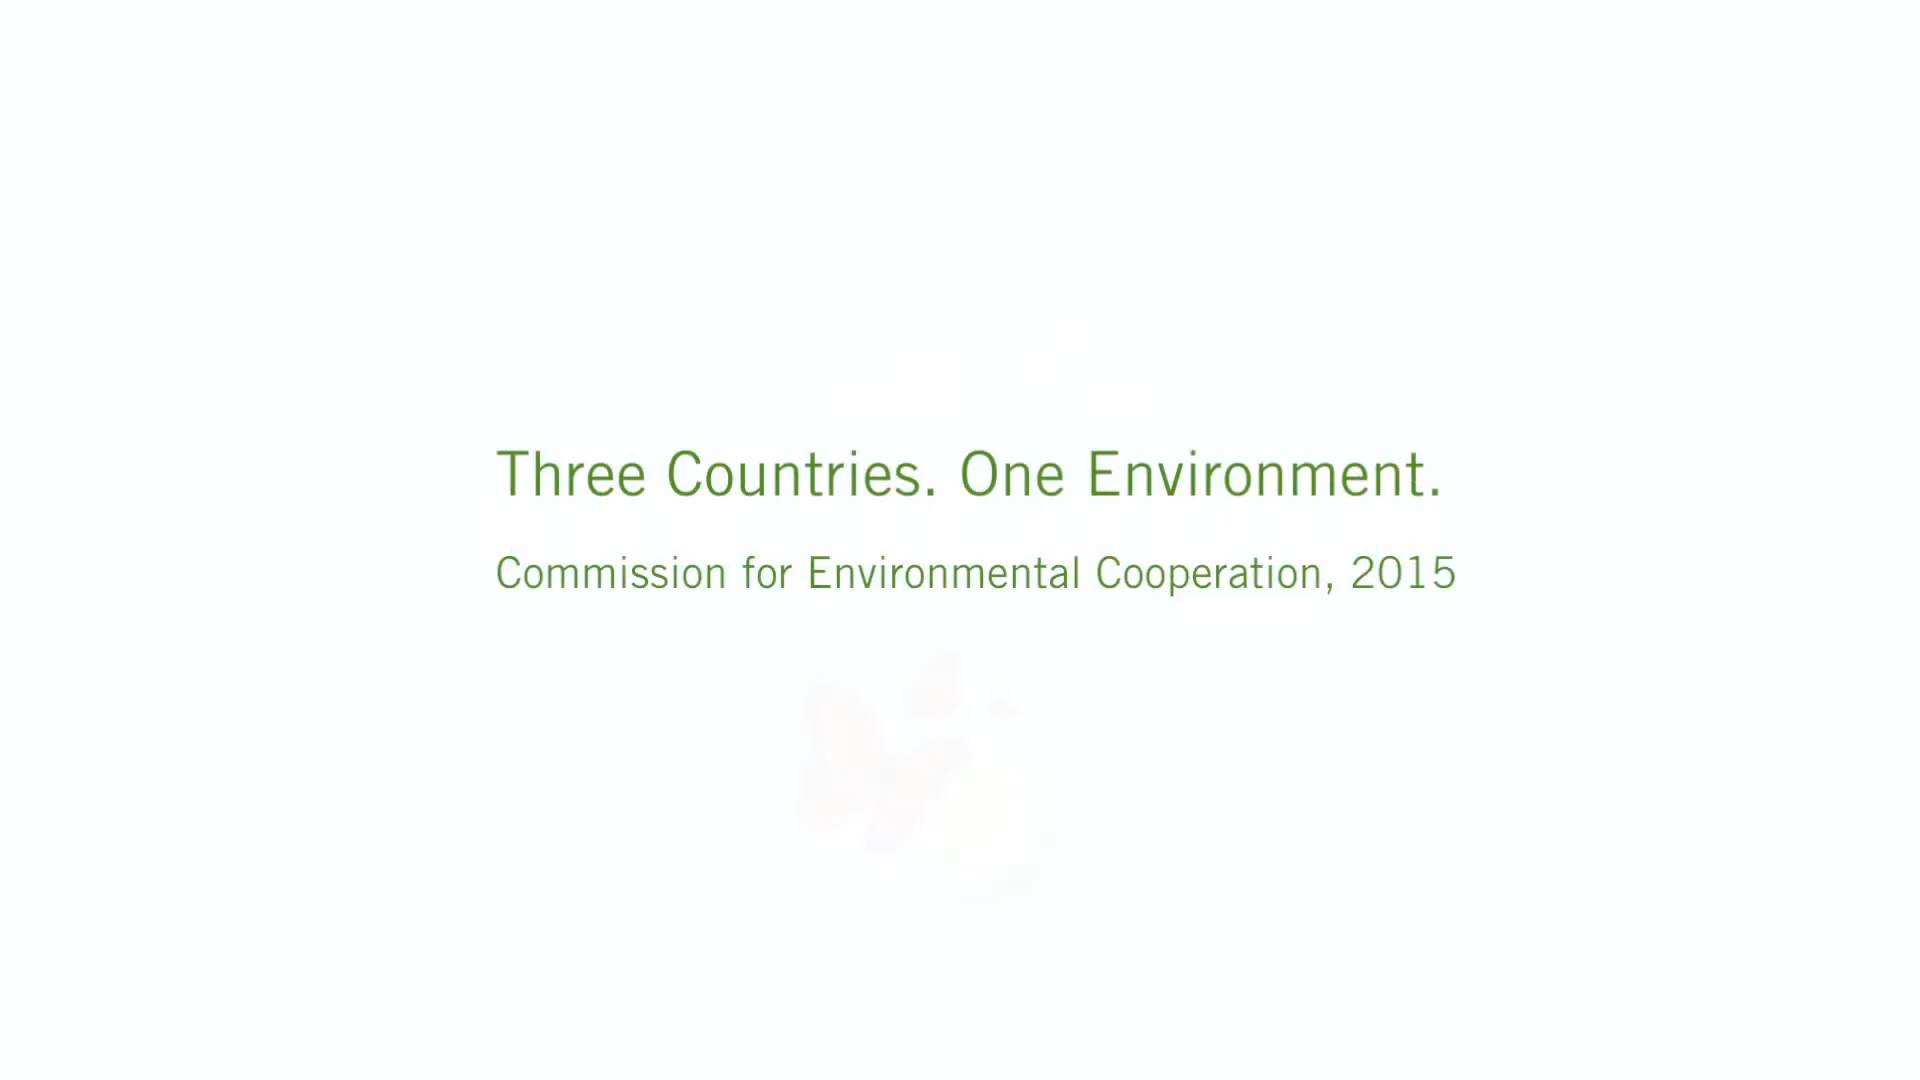 Three Countries. One Environment.
Commission for Environmental Cooperation, 2015